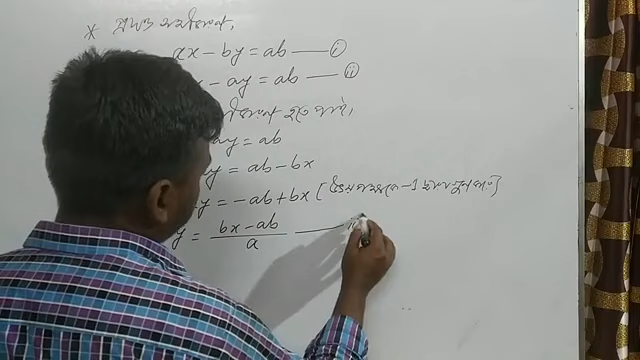 * প্রদত্ত সমীকরণ,
ax - by = ab —— (i)
x - ay = ab —— (ii)
সমীকরণ হতে পাই,
ay = ab
y = ab - bx
y = -ab + bx [উভয়পক্ষকে -1 দ্বারা গুণ করে]
y = \frac{bx - ab}{a} ——